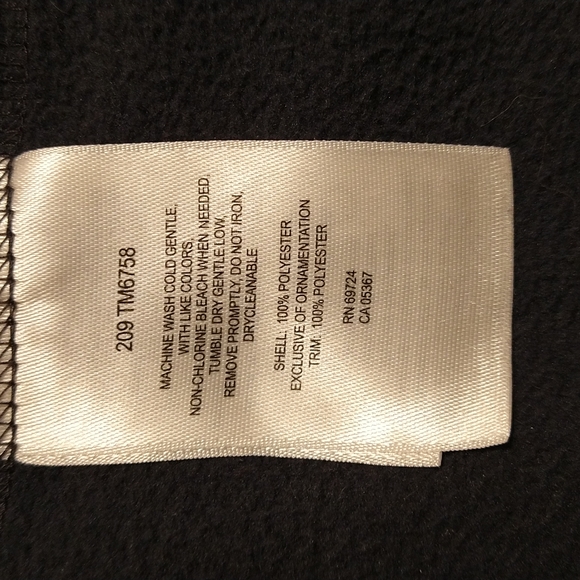 209 TM6758
MACHINE WASH COLD GENTLE,
WITH LIKE COLORS,
NON-CHLORINE BLEACH WHEN NEEDED,
TUMBLE DRY GENTLE LOW,
REMOVE PROMPTLY, DO NOT IRON,
DRYCLEANABLE
SHELL: 100% POLYESTER
EXCLUSIVE OF ORNAMENTATION
TRIM: 100% POLYESTER
RN 69724
CA 05367